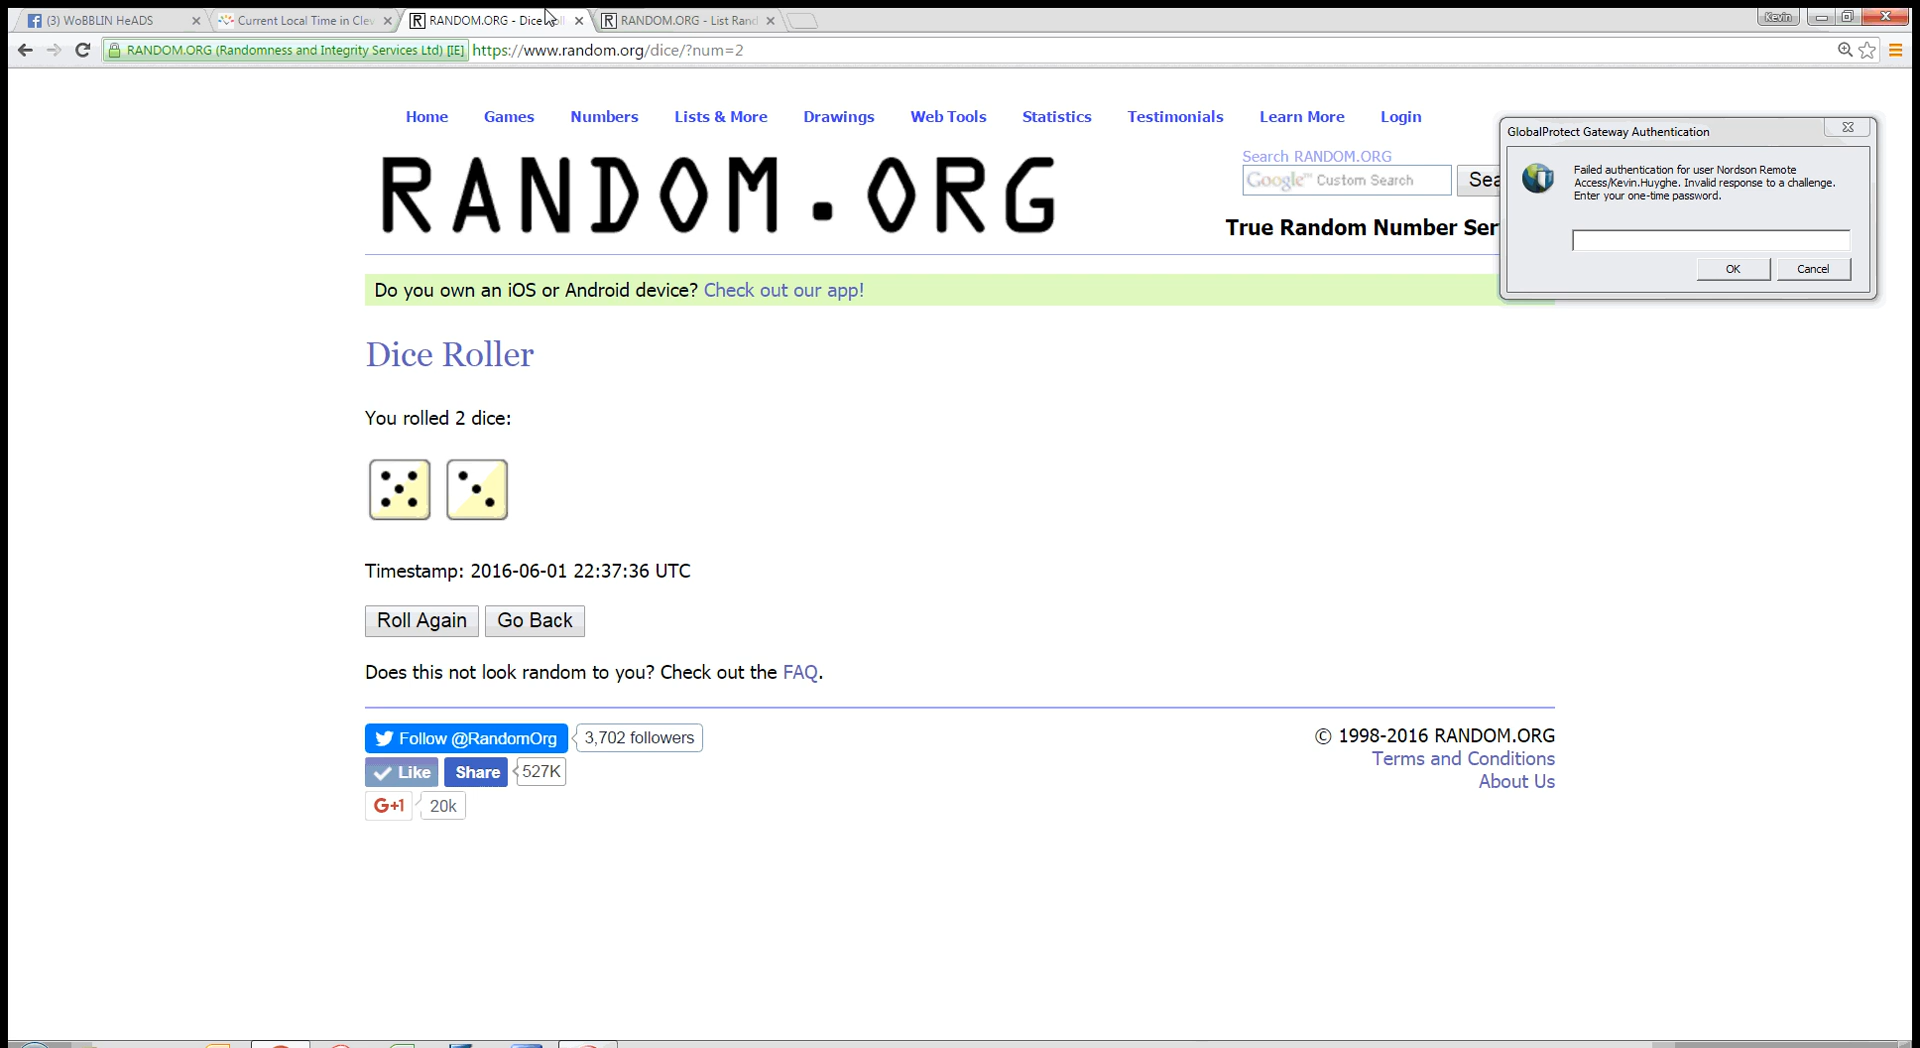 (3) WoBBLIN HeADS
Current Local Time in Clev
RANDOM.ORG - Dice Roll
RANDOM.ORG - List Rand
Kevin
RANDOM.ORG (Randomness and Integrity Services Ltd) [IE]
https://www.random.org/dice/?num=2
Home Games Numbers Lists & More Drawings Web Tools Statistics Testimonials Learn More Login
RANDOM.ORG
Search RANDOM.ORG
Google™ Custom Search
Sea
True Random Number Ser
GlobalProtect Gateway Authentication
Failed authentication for user Nordson Remote
Access/Kevin.Huyghe. Invalid response to a challenge.
Enter your one-time password.
OK Cancel
Do you own an iOS or Android device? Check out our app!
Dice Roller
You rolled 2 dice:
Timestamp: 2016-06-01 22:37:36 UTC
Roll Again Go Back
Does this not look random to you? Check out the FAQ.
Follow @RandomOrg 3,702 followers
Like Share 527K
G+1 20k
© 1998-2016 RANDOM.ORG
Terms and Conditions
About Us